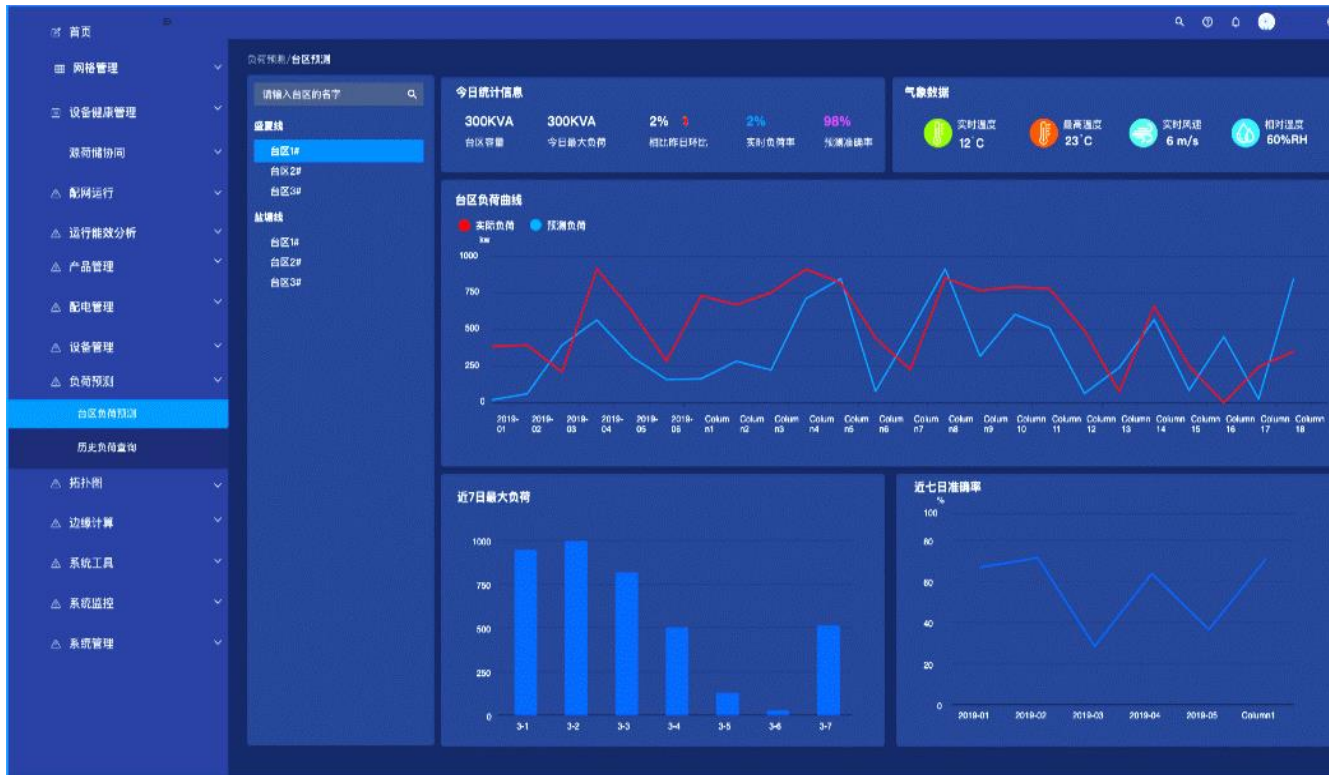 首页
网格管理
设备健康管理
源荷储协同
配网运行
运行能效分析
产品管理
配电管理
设备管理
负荷预测
台区负荷预测
历史负荷查询
拓扑图
边缘计算
系统工具
系统监控
系统管理
负荷预测/台区预测
请输入台区的名字
盛夏线
台区1#
台区2#
台区3#
盐塘线
台区1#
台区2#
台区3#
今日统计信息
300KVA 300KVA 2% 2% 98%
台区容量 今日最大负荷 相比昨日环比 实时负荷率 预测准确率
气象数据
实时温度
12°C
最高温度
23°C
实时风速
6 m/s
相对湿度
60%RH
台区负荷曲线
实际负荷 预测负荷
kw
1000
750
500
250
0
2019-01 2019-02 2019-03 2019-04 2019-05 2019-06 Column1 Column2 Column3 Column4 Column5 Column6 Column7 Column8 Column9 Column10 Column11 Column12 Column13 Column14 Column15 Column16 Column17 Column18
近7日最大负荷
1000
750
500
250
0
3-1 3-2 3-3 3-4 3-5 3-6 3-7
近七日准确率
%
100
80
60
40
20
0
2019-01 2019-02 2019-03 2019-04 2019-05 Column1